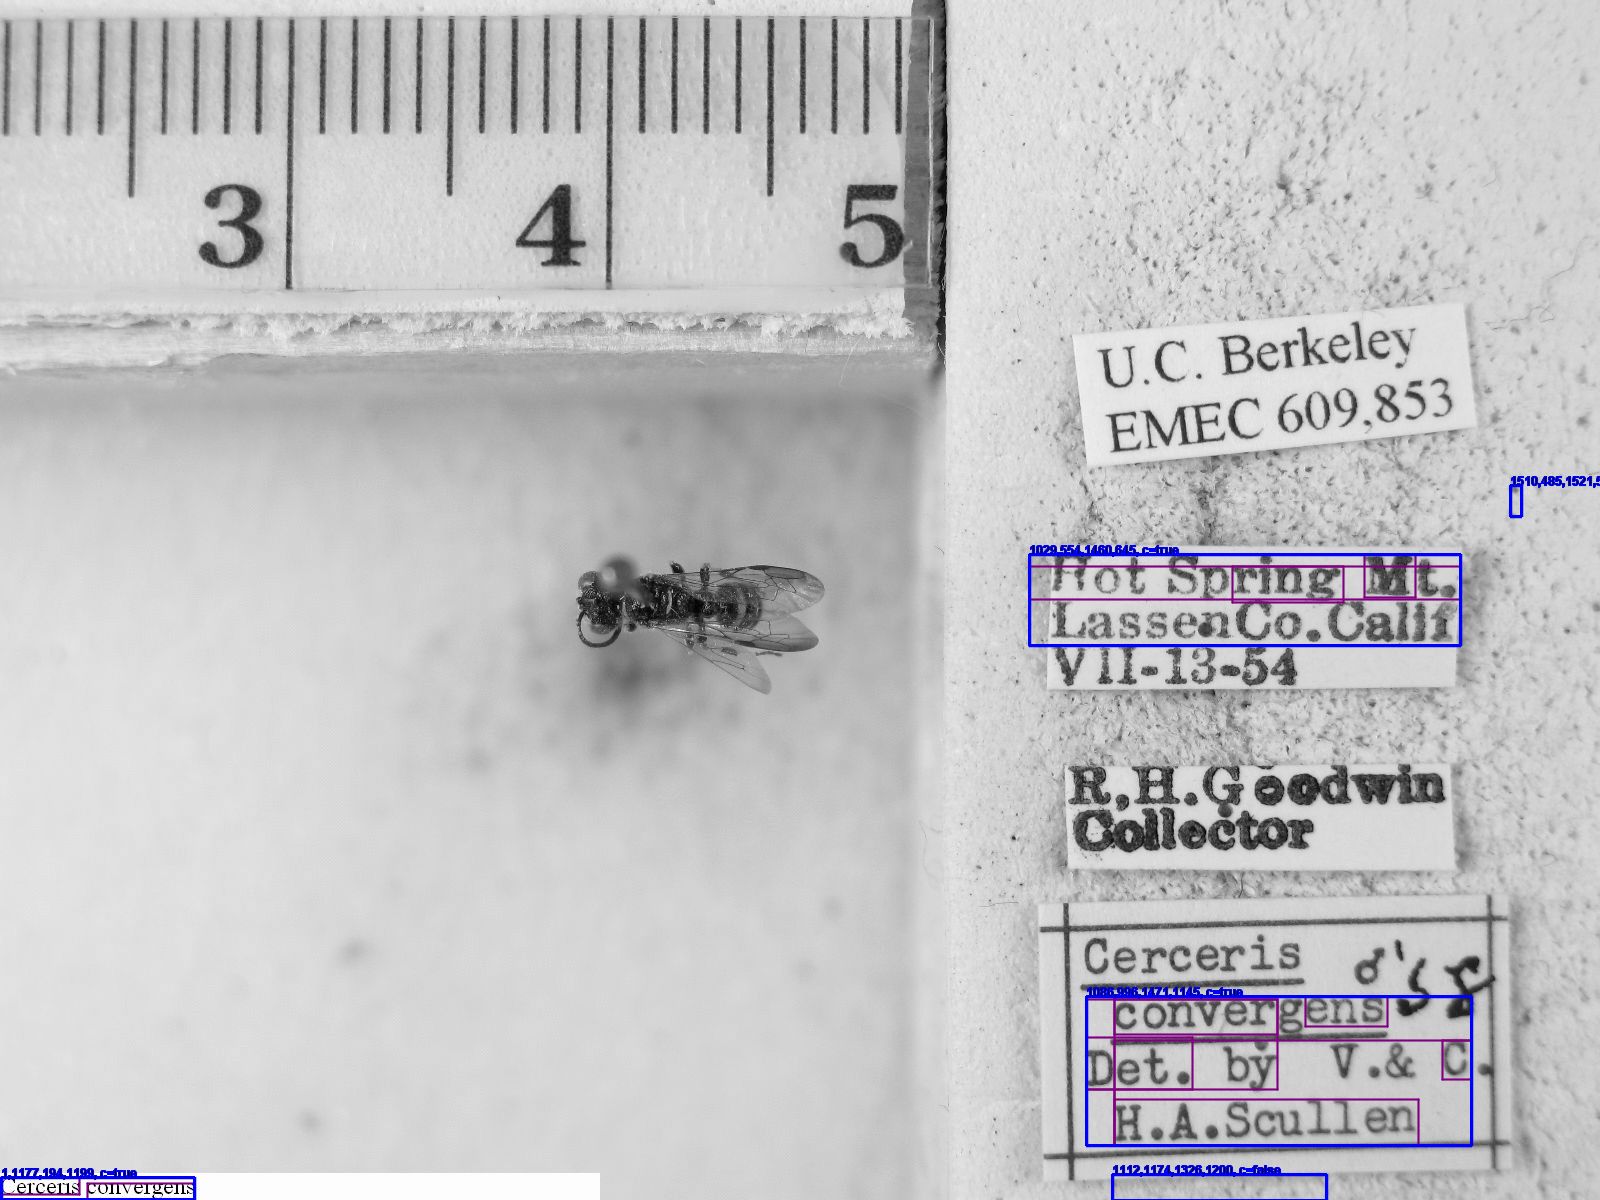 3 4 5
U.C. Berkeley
EMEC 609,853
Hot Spring Mt.
Lassen Co. Calif
VII-13-54
R.H. Goodwin
Collector
Cerceris ♂'s
convergens
Det. by V.& C.
H.A.Scullen
Cerceris convergens
1510,485,1521,5
1029,554,1460,645, c=true
1086,996,1471,1145, c=true
1,1177,194,1199, c=true
1112,1174,1326,1200, c=false